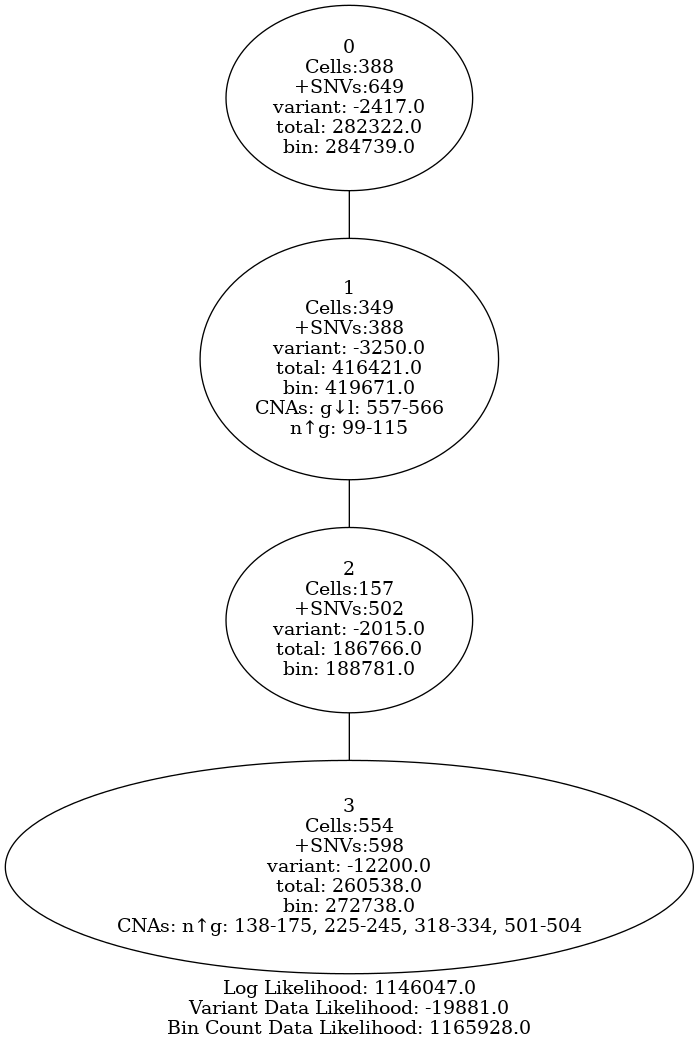 0
Cells:388
+SNVs:649
variant: -2417.0
total: 282322.0
bin: 284739.0
1
Cells:349
+SNVs:388
variant: -3250.0
total: 416421.0
bin: 419671.0
CNAs: g↓l: 557-566
n↑g: 99-115
2
Cells:157
+SNVs:502
variant: -2015.0
total: 186766.0
bin: 188781.0
3
Cells:554
+SNVs:598
variant: -12200.0
total: 260538.0
bin: 272738.0
CNAs: n↑g: 138-175, 225-245, 318-334, 501-504
Log Likelihood: 1146047.0
Variant Data Likelihood: -19881.0
Bin Count Data Likelihood: 1165928.0